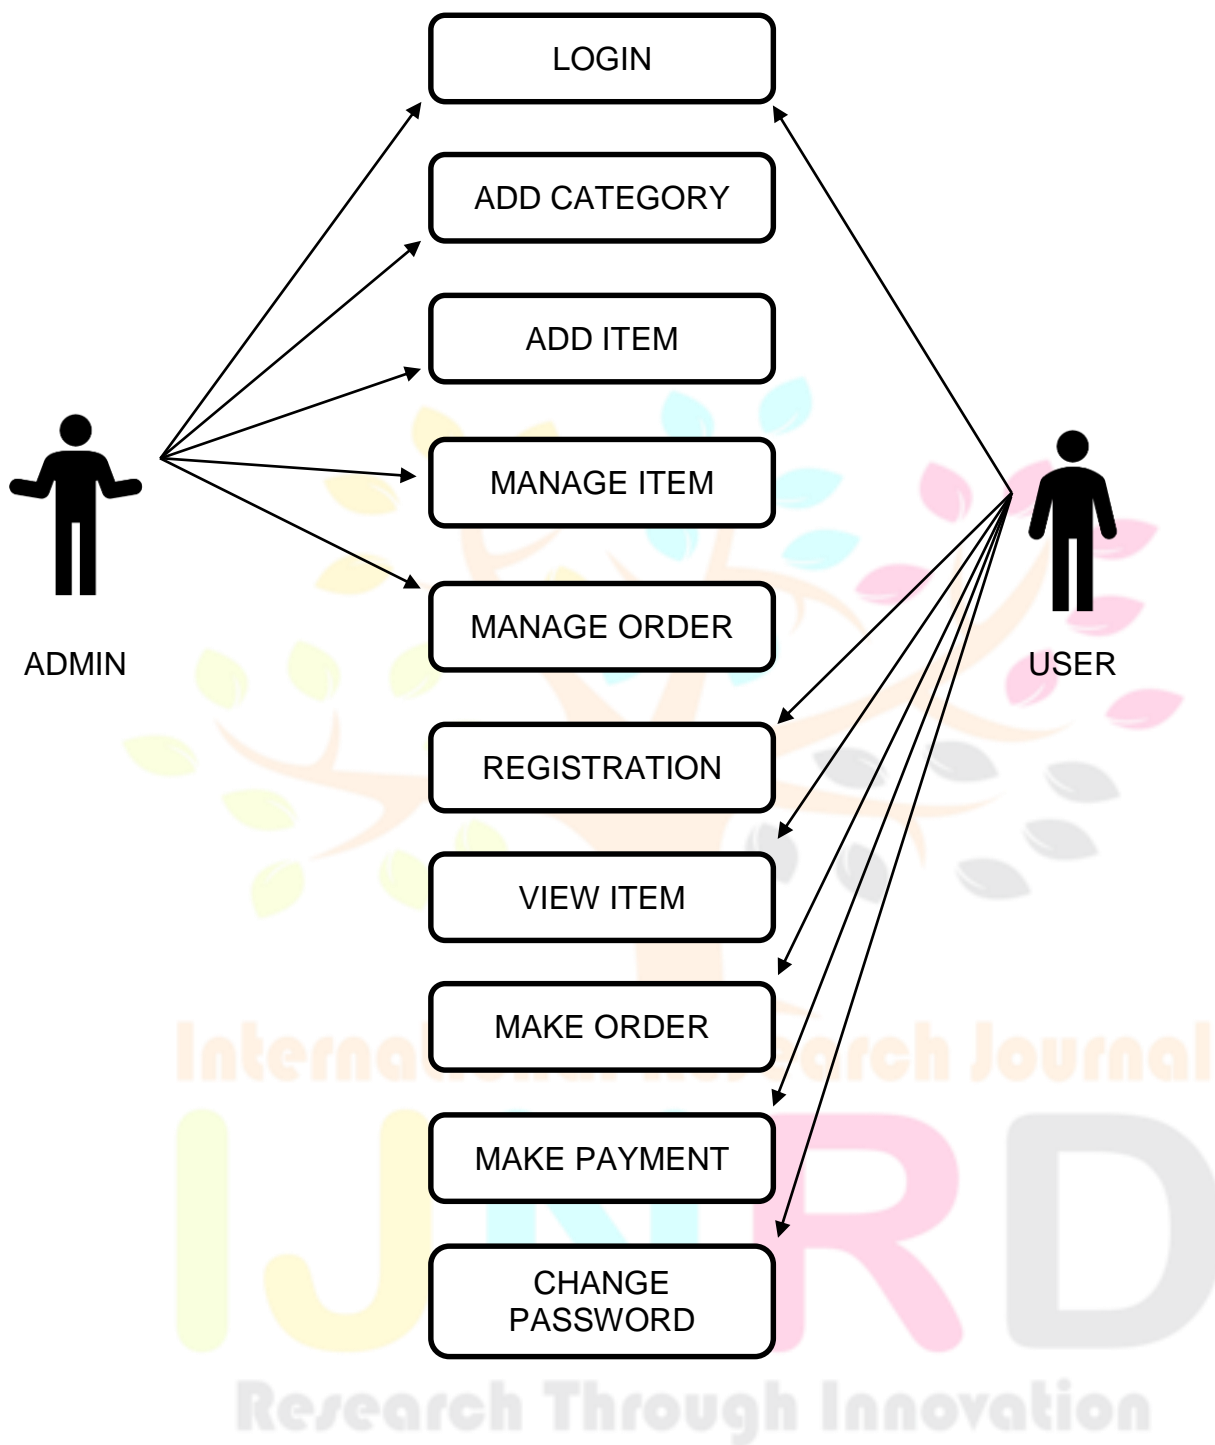 LOGIN
ADD CATEGORY
ADD ITEM
MANAGE ITEM
MANAGE ORDER
ADMIN
USER
REGISTRATION
VIEW ITEM
MAKE ORDER
International Research Journal
MAKE PAYMENT
IJNRD
CHANGE
PASSWORD
Research Through Innovation